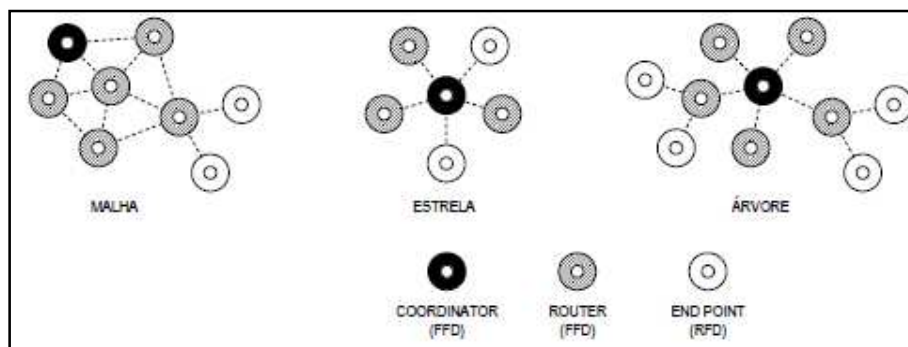 MALHA
ESTRELA
ÁRVORE
COORDINATOR
(FFD)
ROUTER
(FFD)
END POINT
(RFD)